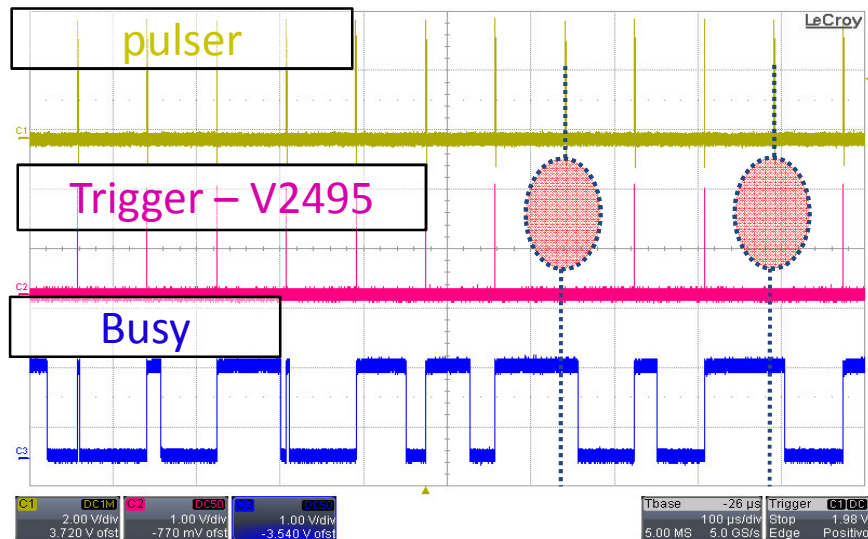 pulser
LeCroy
C1
Trigger – V2495
C2
Busy
C3
C1 DC1M
2.00 V/div
3.720 V ofst
C2 DC50
1.00 V/div
-770 mV ofst
1.00 V/div
-3.540 V ofst
Tbase -26 µs
100 µs/div
5.00 MS 5.0 GS/s
Trigger C1 DC
Stop 1.98 V
Edge Positive